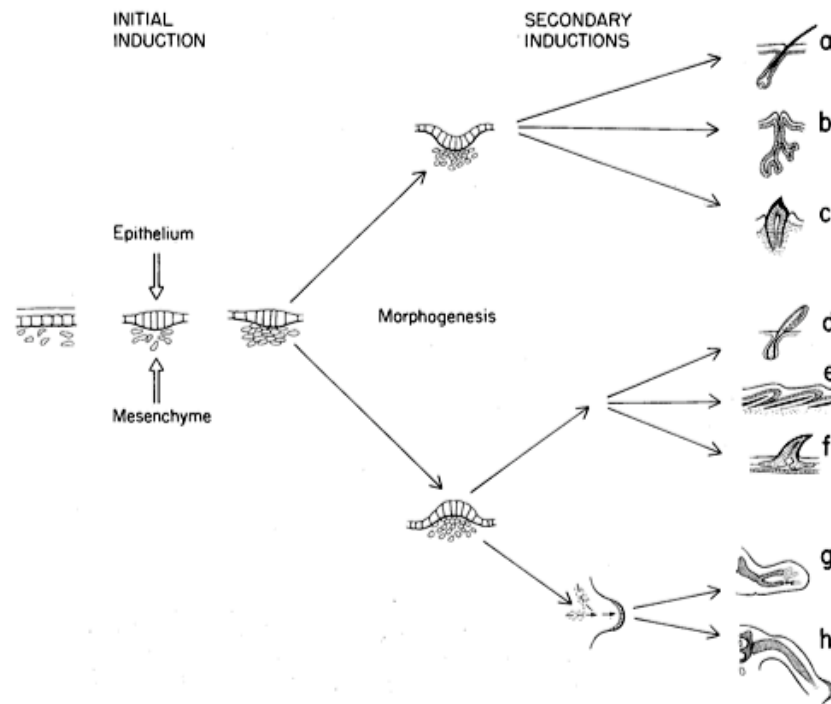 INITIAL
INDUCTION
SECONDARY
INDUCTIONS
a
b
c
Epithelium
Morphogenesis
Mesenchyme
d
e
f
g
h